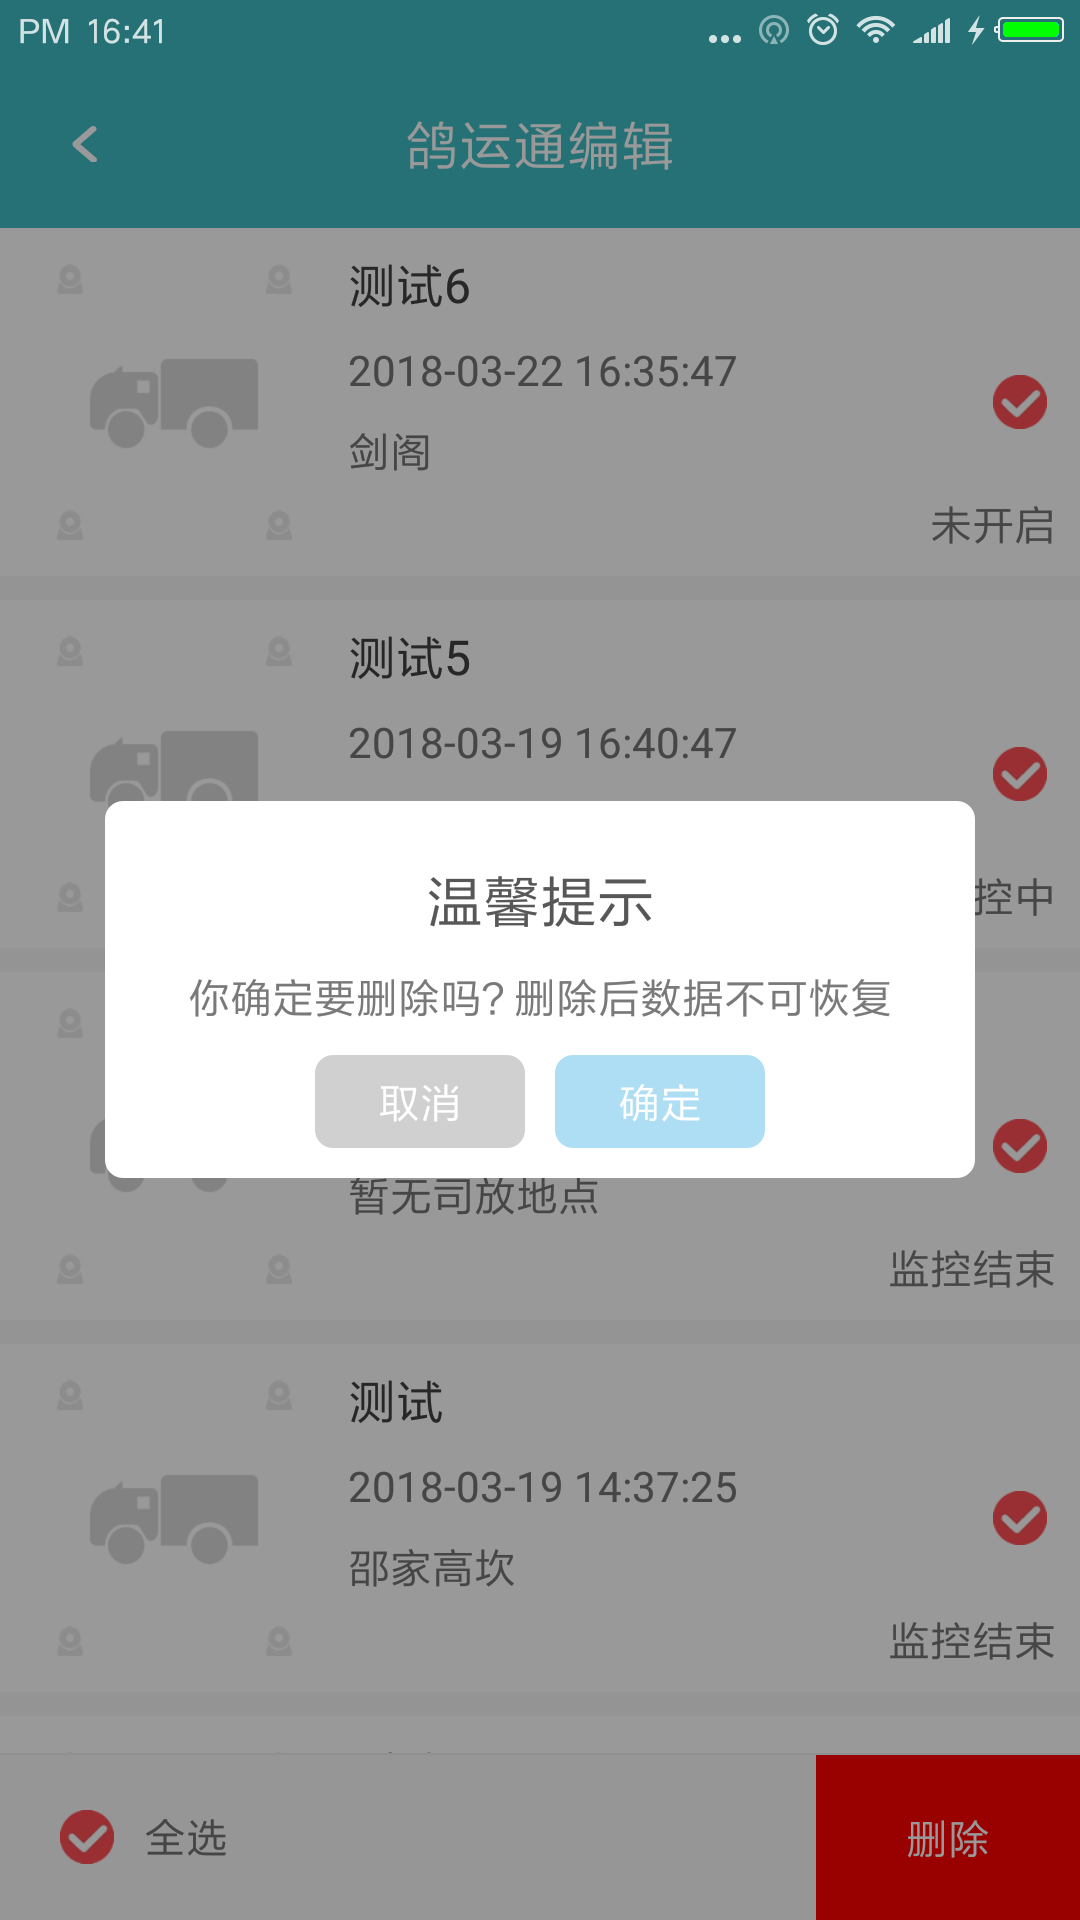 PM 16:41
鸽运通编辑
测试6
2018-03-22 16:35:47
剑阁
未开启
测试5
2018-03-19 16:40:47
控中
温馨提示
你确定要删除吗? 删除后数据不可恢复
取消 确定
暂无司放地点
监控结束
测试
2018-03-19 14:37:25
邵家高坎
监控结束
全选
删除